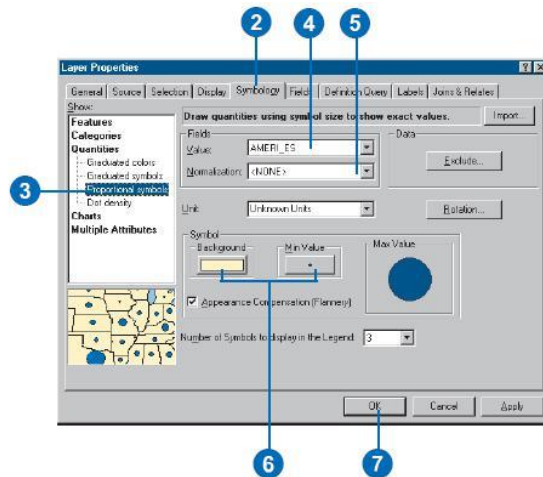 2
4
5
Layer Properties
General Source Selection Display Symbology Fields Definition Query Labels Joins & Relates
Show:
Features
Categories
Quantities
Graduated colors
Graduated symbols
Proportional symbols
Dot density
Charts
Multiple Attributes
3
Draw quantities using symbol size to show exact values.
Import...
Fields
Value:
AMERI_ES
Normalization:
<NONE>
Data
Exclude...
Unit:
Unknown Units
Rotation...
Symbol
Background
Min Value
Max Value
Appearance Compensation (Flannery)
Number of Symbols to display in the Legend:
3
OK
Cancel
Apply
6
7